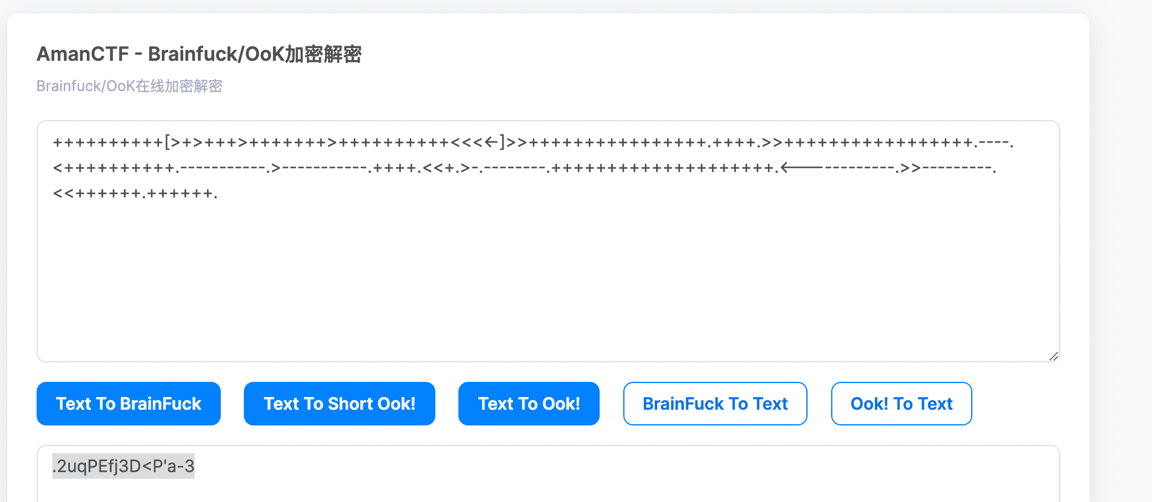 AmanCTF - Brainfuck/OoK加密解密
Brainfuck/OoK在线加密解密
++++++++++[>+>+++>+++++++>++++++++++<<<<-]>>++++++++++++++++.++++.>>+++++++++++++++++.----.
<++++++++++.-----------.>-----------.++++.<<+.>-.--------.++++++++++++++++++++.<------------.>>---------.
<<++++++.++++++.
Text To BrainFuck Text To Short Ook! Text To Ook! BrainFuck To Text Ook! To Text
.2uqPEfj3D<P'a-3